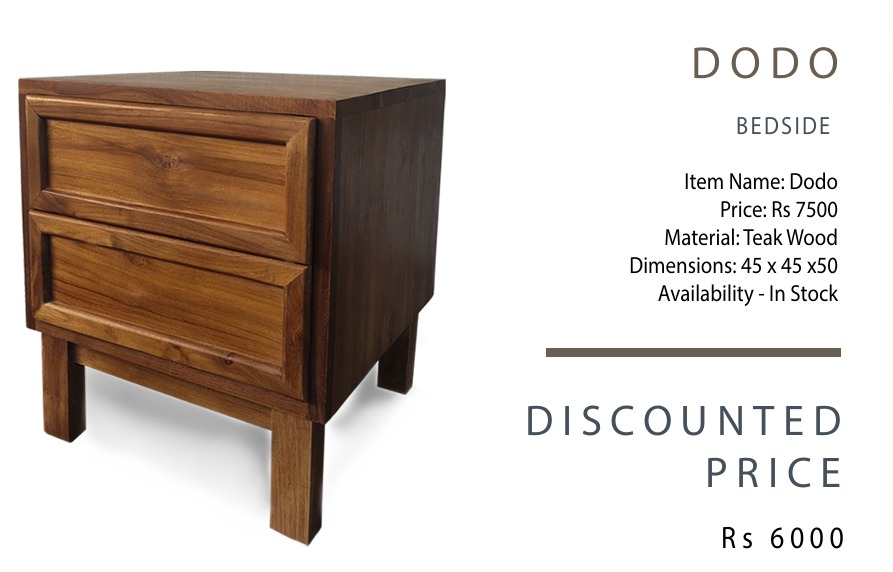 DODO
BEDSIDE
Item Name: Dodo
Price: Rs 7500
Material: Teak Wood
Dimensions: 45 x 45 x50
Availability - In Stock
DISCOUNTED
PRICE
Rs 6000